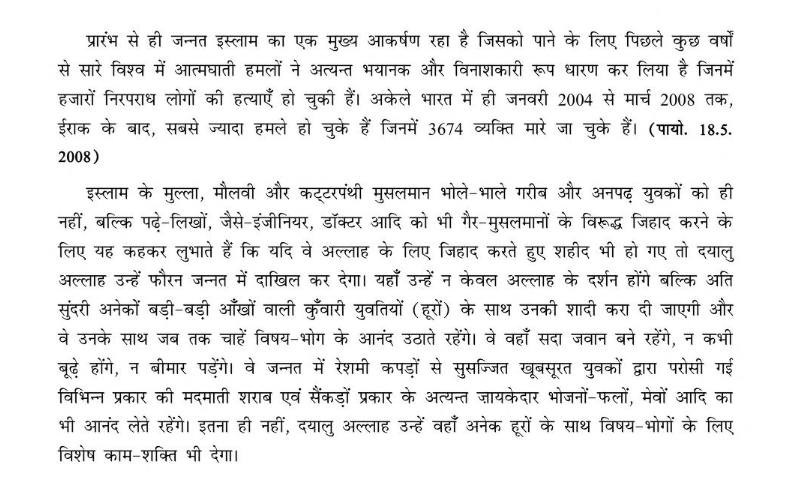 प्रारंभ से ही जन्नत इस्लाम का एक मुख्य आकर्षण रहा है जिसको पाने के लिए पिछले कुछ वर्षों
से सारे विश्व में आत्मघाती हमलों ने अत्यन्त भयानक और विनाशकारी रूप धारण कर लिया है जिनमें
हजारों निरपराध लोगों की हत्याएँ हो चुकी हैं। अकेले भारत में ही जनवरी 2004 से मार्च 2008 तक,
ईराक के बाद, सबसे ज्यादा हमले हो चुके हैं जिनमें 3674 व्यक्ति मारे जा चुके हैं। (पायो. 18.5.
2008)
इस्लाम के मुल्ला, मौलवी और कट्टरपंथी मुसलमान भोले-भाले गरीब और अनपढ़ युवकों को ही
नहीं, बल्कि पढ़े-लिखों, जैसे-इंजीनियर, डॉक्टर आदि को भी गैर-मुसलमानों के विरूद्ध जिहाद करने के
लिए यह कहकर लुभाते हैं कि यदि वे अल्लाह के लिए जिहाद करते हुए शहीद भी हो गए तो दयालु
अल्लाह उन्हें फौरन जन्नत में दाखिल कर देगा। यहाँ उन्हें न केवल अल्लाह के दर्शन होंगे बल्कि अति
सुंदरी अनेकों बड़ी-बड़ी आँखों वाली कुँवारी युवतियों (हूरों) के साथ उनकी शादी करा दी जाएगी और
वे उनके साथ जब तक चाहें विषय-भोग के आनंद उठाते रहेंगे। वे वहाँ सदा जवान बने रहेंगे, न कभी
बूढ़े होंगे, न बीमार पड़ेंगे। वे जन्नत में रेशमी कपड़ों से सुसज्जित खूबसूरत युवकों द्वारा परोसी गई
विभिन्न प्रकार की मदमाती शराब एवं सैंकड़ों प्रकार के अत्यन्त ज़ायकेदार भोजनों-फलों, मेवों आदि का
भी आनंद लेते रहेंगे। इतना ही नहीं, दयालु अल्लाह उन्हें वहाँ अनेक हूरों के साथ विषय-भोगों के लिए
विशेष काम-शक्ति भी देगा।